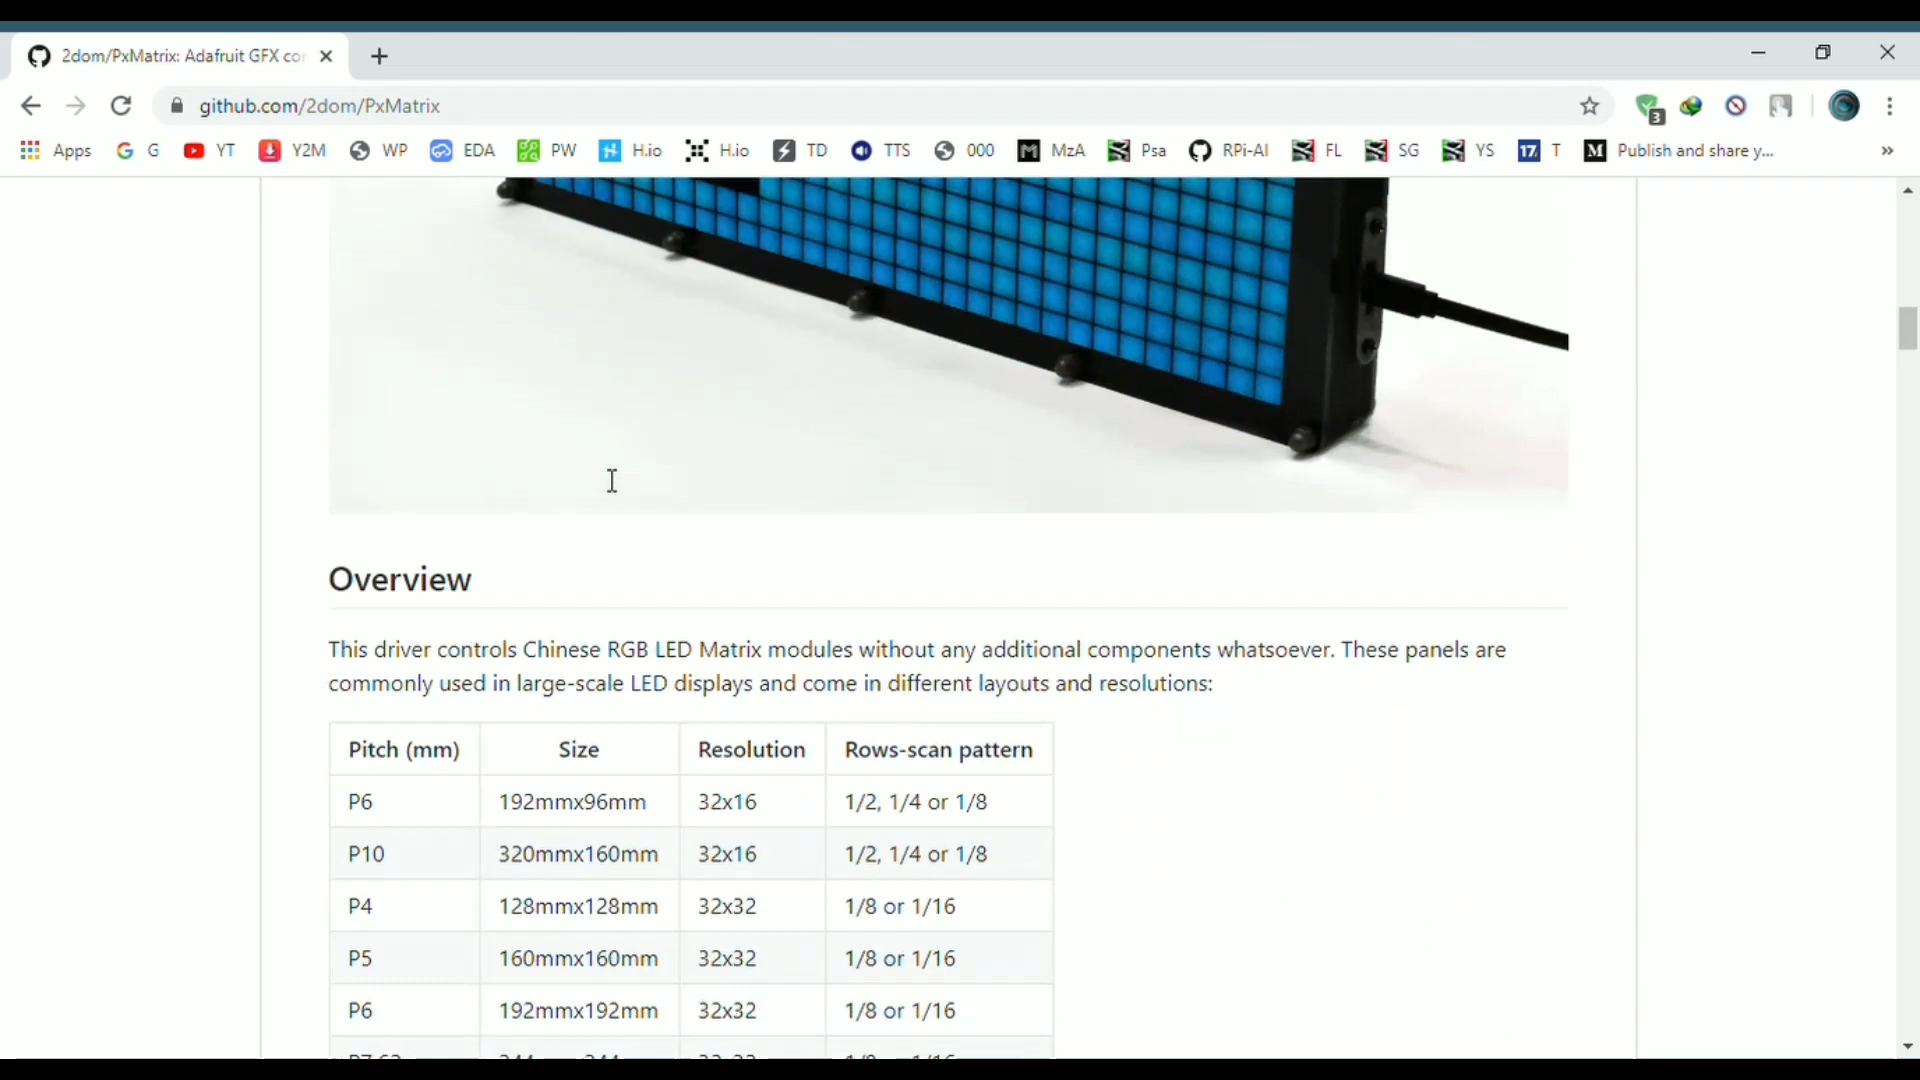 2dom/PxMatrix: Adafruit GFX cor
github.com/2dom/PxMatrix
3
Apps G G YT Y2M WP EDA PW H H.io H.io TD TTS 000 M MzA Psa RPi-AI FL SG YS 17 T M Publish and share y... »
Overview
This driver controls Chinese RGB LED Matrix modules without any additional components whatsoever. These panels are
commonly used in large-scale LED displays and come in different layouts and resolutions:
Pitch (mm) Size Resolution Rows-scan pattern
P6 192mmx96mm 32x16 1/2, 1/4 or 1/8
P10 320mmx160mm 32x16 1/2, 1/4 or 1/8
P4 128mmx128mm 32x32 1/8 or 1/16
P5 160mmx160mm 32x32 1/8 or 1/16
P6 192mmx192mm 32x32 1/8 or 1/16